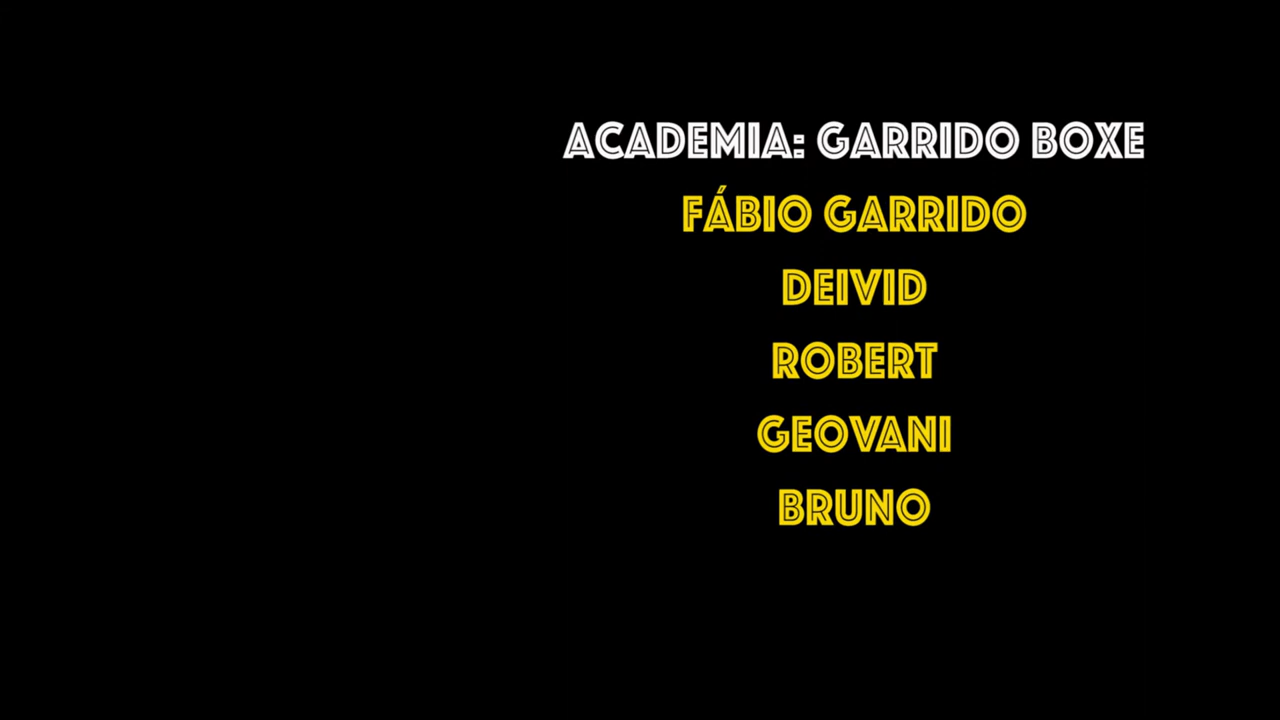 ACADEMIA: GARRIDO BOXE
FÁBIO GARRIDO
DEIVID
ROBERT
GEOVANI
BRUNO